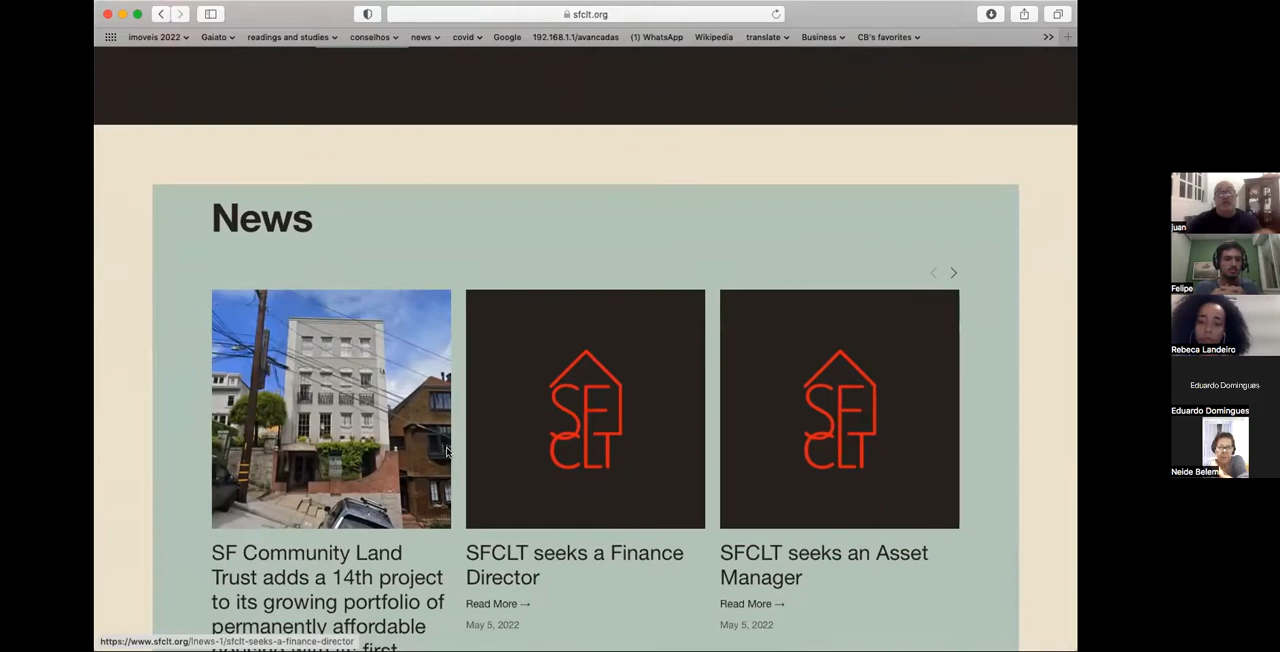 sfclt.org
imoveis 2022
Gaiato
readings and studies
conselhos
news
covid
Google
192.168.1.1/avancadas
(1) WhatsApp
Wikipedia
translate
Business
CB's favorites
News
SF
CLT
SF
CLT
SF Community Land
Trust adds a 14th project
to its growing portfolio of
permanently affordable
housing with its first
SFCLT seeks a Finance
Director
Read More →
May 5, 2022
SFCLT seeks an Asset
Manager
Read More →
May 5, 2022
https://www.sfclt.org/news-1/sfclt-seeks-a-finance-director
juan
Felipe
Rebeca Landeiro
Eduardo Domingues
Eduardo Domingues
Neide Belem